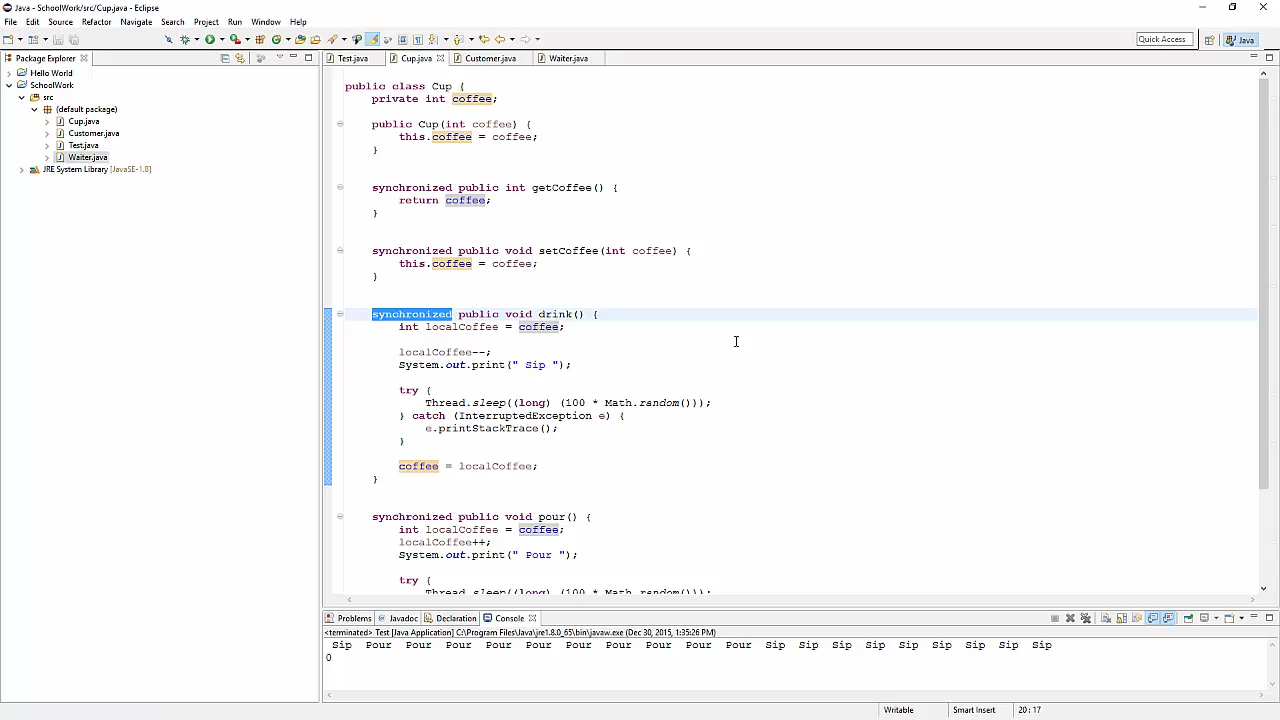 Java - SchoolWork/src/Cup.java - Eclipse
File Edit Source Refactor Navigate Search Project Run Window Help
Quick Access Java
Package Explorer Test.java Cup.java Customer.java Waiter.java
Hello World
SchoolWork
src
(default package)
Cup.java
Customer.java
Test.java
Waiter.java
JRE System Library [JavaSE-1.8]
public class Cup {
private int coffee;
public Cup(int coffee) {
this.coffee = coffee;
}
synchronized public int getCoffee() {
return coffee;
}
synchronized public void setCoffee(int coffee) {
this.coffee = coffee;
}
synchronized public void drink() {
int localCoffee = coffee;
localCoffee--;
System.out.print(" Sip ");
try {
Thread.sleep((long) (100 * Math.random()));
} catch (InterruptedException e) {
e.printStackTrace();
}
coffee = localCoffee;
}
synchronized public void pour() {
int localCoffee = coffee;
localCoffee++;
System.out.print(" Pour ");
try {
Thread.sleep((long) (100 * Math.random()));
Problems Javadoc Declaration Console
<terminated> Test [Java Application] C:\Program Files\Java\jre1.8.0_65\bin\javaw.exe (Dec 30, 2015, 1:35:26 PM)
Sip Pour Pour Pour Pour Pour Pour Pour Pour Pour Pour Pour Pour Sip Sip Sip Sip Sip Sip Sip Sip Sip
0
Writable Smart Insert 20 : 17